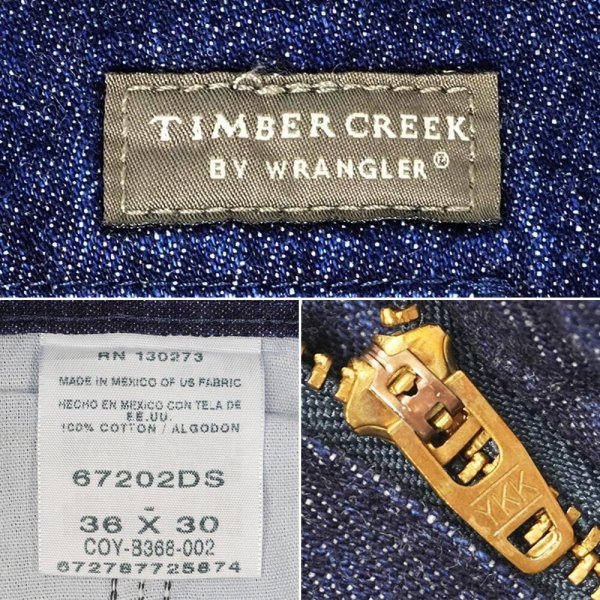 TIMBER CREEK
BY WRANGLER®
RN 130273
MADE IN MEXICO OF US FABRIC
HECHO EN MEXICO CON TELA DE
EE.UU.
100% COTTON / ALGODON
67202DS
-
36 X 30
COY-B368-002
672787725874
YKK